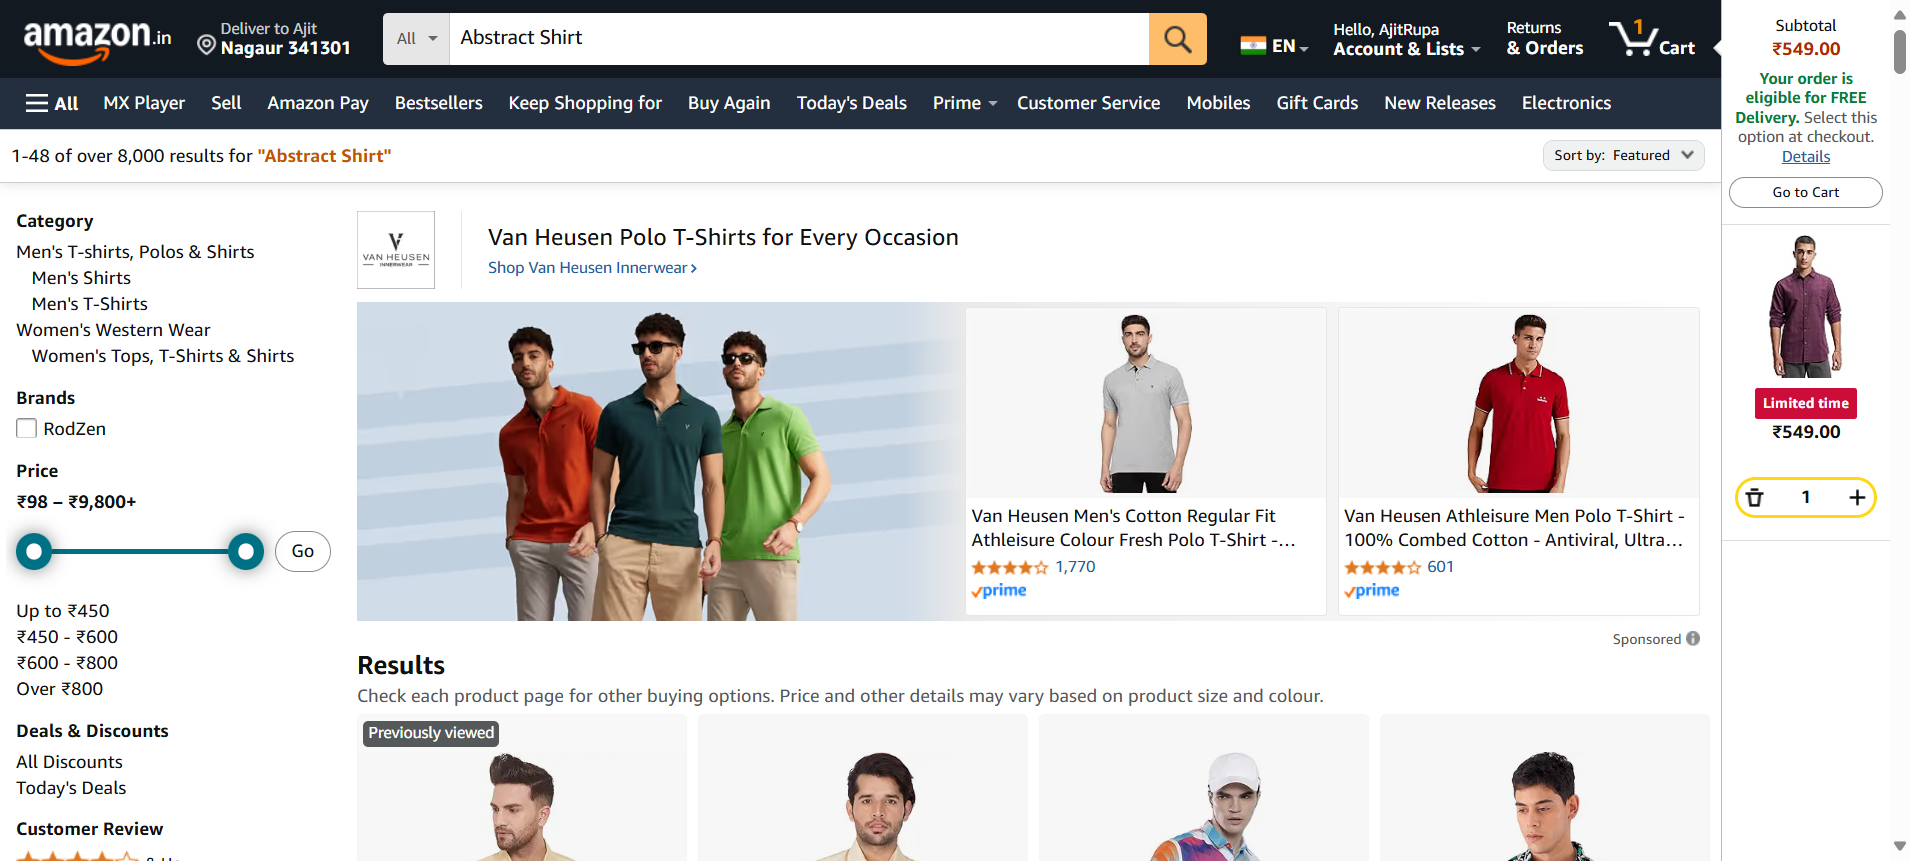 amazon.in
Deliver to Ajit
Nagaur 341301
All
Abstract Shirt
EN
Hello, AjitRupa
Account & Lists
Returns
& Orders
1
Cart
All
MX Player
Sell
Amazon Pay
Bestsellers
Keep Shopping for
Buy Again
Today's Deals
Prime
Customer Service
Mobiles
Gift Cards
New Releases
Electronics
1-48 of over 8,000 results for "Abstract Shirt"
Sort by: Featured
Category
Men's T-shirts, Polos & Shirts
Men's Shirts
Men's T-Shirts
Women's Western Wear
Women's Tops, T-Shirts & Shirts
Brands
RodZen
Price
₹98 – ₹9,800+
Go
Up to ₹450
₹450 - ₹600
₹600 - ₹800
Over ₹800
Deals & Discounts
All Discounts
Today's Deals
Customer Review
V
VAN HEUSEN
INNERWEAR
Van Heusen Polo T-Shirts for Every Occasion
Shop Van Heusen Innerwear
Van Heusen Men's Cotton Regular Fit
Athleisure Colour Fresh Polo T-Shirt -...
1,770
prime
Van Heusen Athleisure Men Polo T-Shirt -
100% Combed Cotton - Antiviral, Ultra...
601
prime
Sponsored
Results
Check each product page for other buying options. Price and other details may vary based on product size and colour.
Previously viewed
Subtotal
₹549.00
Your order is
eligible for FREE
Delivery. Select this
option at checkout.
Details
Go to Cart
Limited time
₹549.00
1